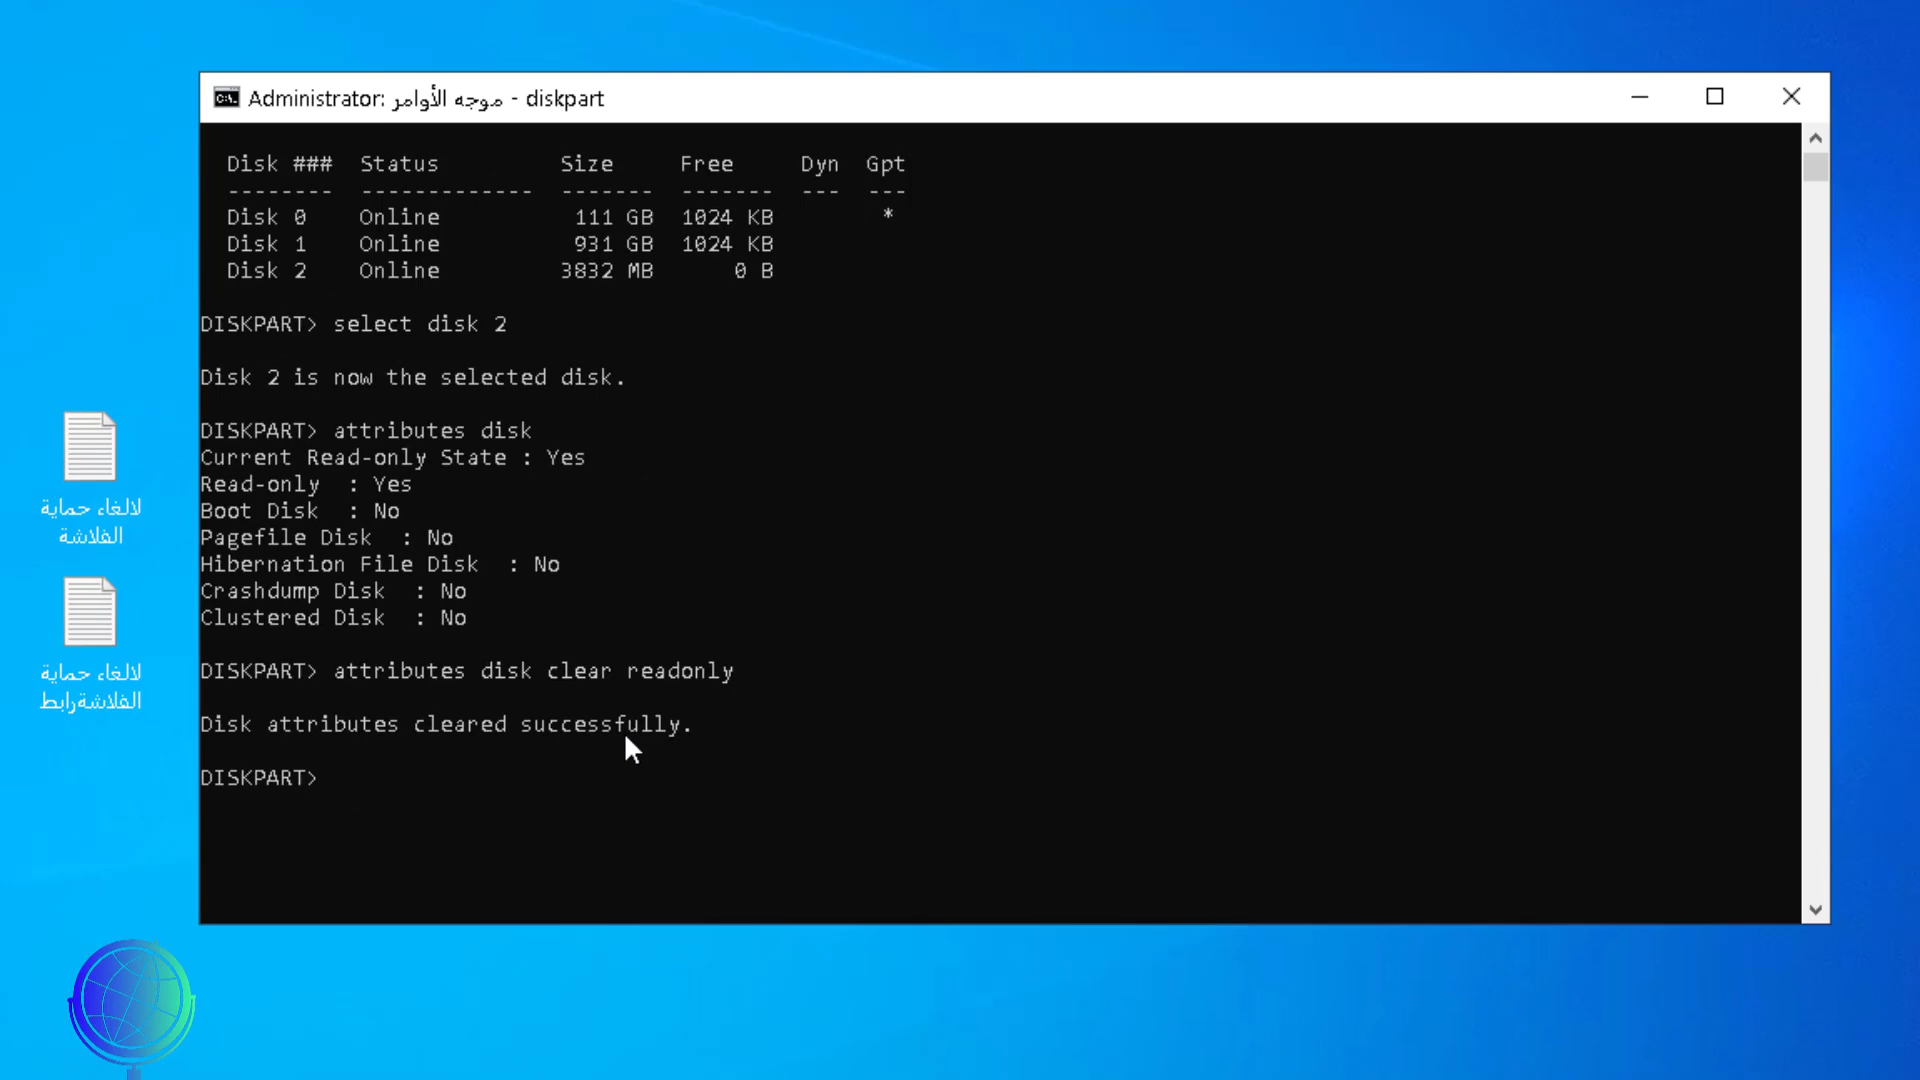 Administrator: موجه الأوامر - diskpart
Disk ### Status Size Free Dyn Gpt
-------- ------------- ------- ------- --- ---
Disk 0 Online 111 GB 1024 KB *
Disk 1 Online 931 GB 1024 KB
Disk 2 Online 3832 MB 0 B
DISKPART> select disk 2
Disk 2 is now the selected disk.
DISKPART> attributes disk
Current Read-only State : Yes
Read-only : Yes
Boot Disk : No
Pagefile Disk : No
Hibernation File Disk : No
Crashdump Disk : No
Clustered Disk : No
DISKPART> attributes disk clear readonly
Disk attributes cleared successfully.
DISKPART>
لالغاء حماية
الفلاشة
لالغاء حماية
الفلاشةرابط